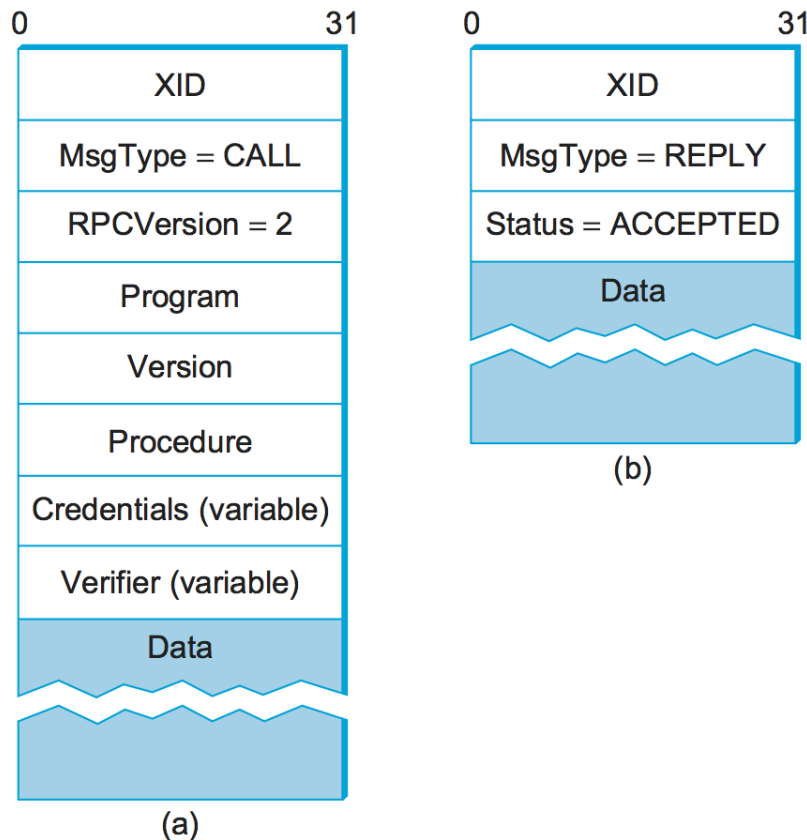 0 31
XID
MsgType = CALL
RPCVersion = 2
Program
Version
Procedure
Credentials (variable)
Verifier (variable)
Data
(a)
0 31
XID
MsgType = REPLY
Status = ACCEPTED
Data
(b)